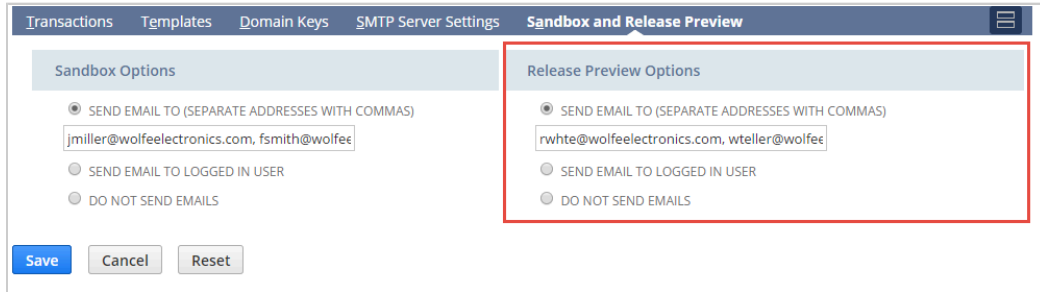 Transactions Templates Domain Keys SMTP Server Settings Sandbox and Release Preview
Sandbox Options
SEND EMAIL TO (SEPARATE ADDRESSES WITH COMMAS)
jmiller@wolfeelectronics.com, fsmith@wolfee
SEND EMAIL TO LOGGED IN USER
DO NOT SEND EMAILS
Release Preview Options
SEND EMAIL TO (SEPARATE ADDRESSES WITH COMMAS)
rwhte@wolfeelectronics.com, wteller@wolfee
SEND EMAIL TO LOGGED IN USER
DO NOT SEND EMAILS
Save Cancel Reset